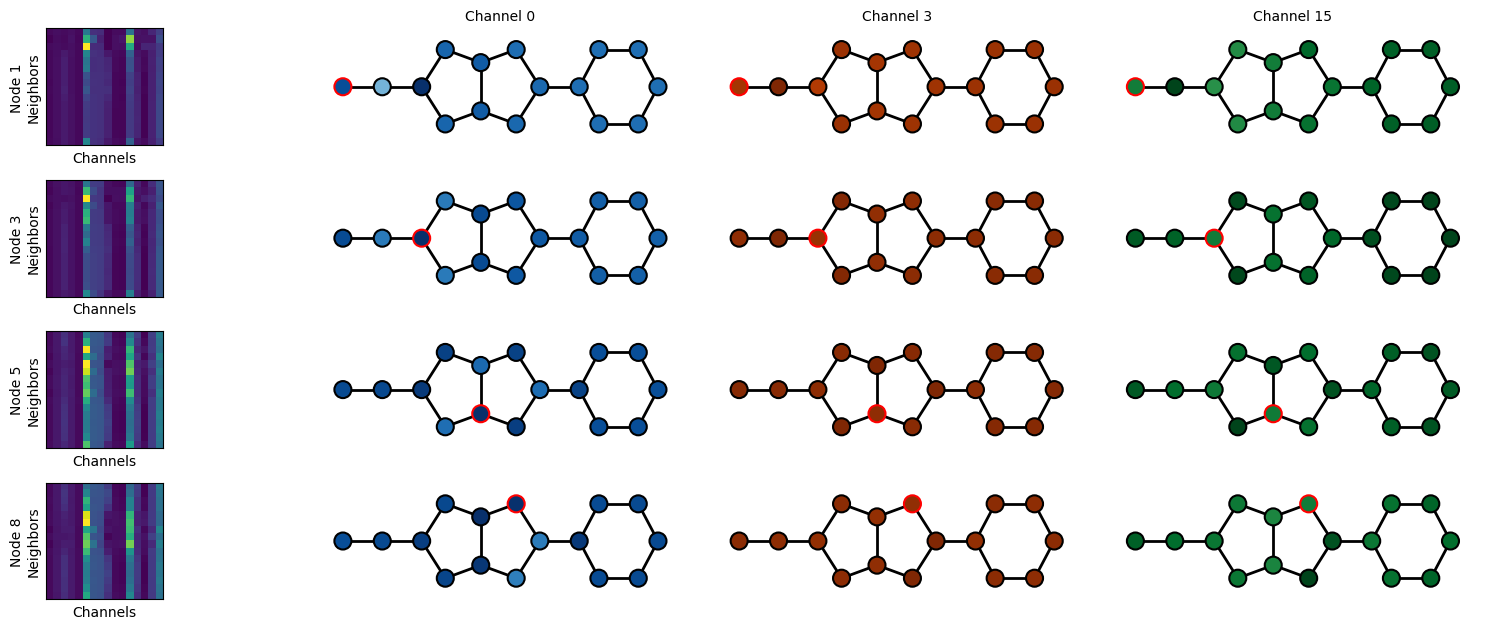 Channel 0
Channel 3
Channel 15
Node 1
Neighbors
Channels
Node 3
Neighbors
Channels
Node 5
Neighbors
Channels
Node 8
Neighbors
Channels